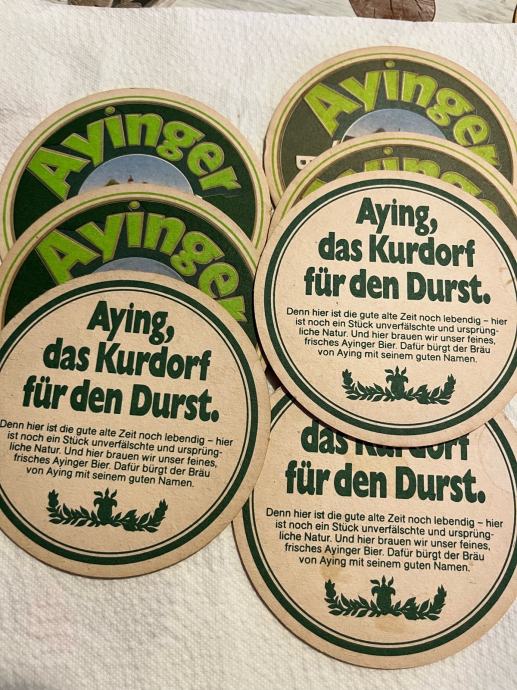 Ayinger
Ayinger
Aying,
das Kurdorf
für den Durst.
Denn hier ist die gute alte Zeit noch lebendig – hier
ist noch ein Stück unverfälschte und ursprüng-
liche Natur. Und hier brauen wir unser feines,
frisches Ayinger Bier. Dafür bürgt der Bräu
von Aying mit seinem guten Namen.
Ayinger
B
Ayinge
Aying,
das Kurdorf
für den Durst.
Denn hier ist die gute alte Zeit noch lebendig – hier
ist noch ein Stück unverfälschte und ursprüng-
liche Natur. Und hier brauen wir unser feines,
frisches Ayinger Bier. Dafür bürgt der Bräu
von Aying mit seinem guten Namen.
das Kurdorf
für den Durst.
Denn hier ist die gute alte Zeit noch lebendig – hier
ist noch ein Stück unverfälschte und ursprüng-
liche Natur. Und hier brauen wir unser feines,
frisches Ayinger Bier. Dafür bürgt der Bräu
von Aying mit seinem guten Namen.